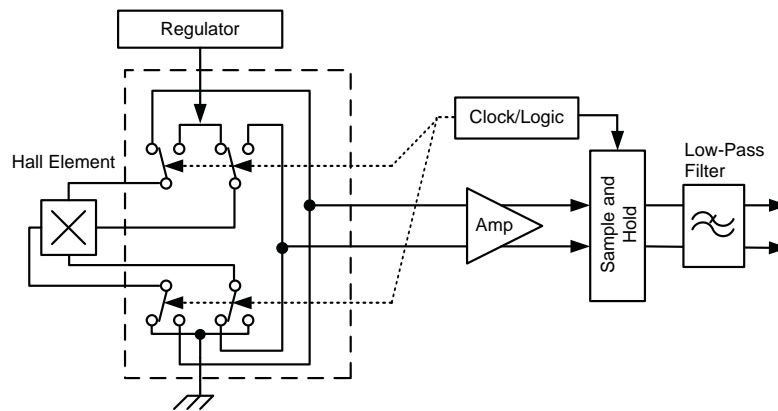 Regulator
Clock/Logic
Hall Element
Low-Pass
Filter
Amp
Sample and
Hold